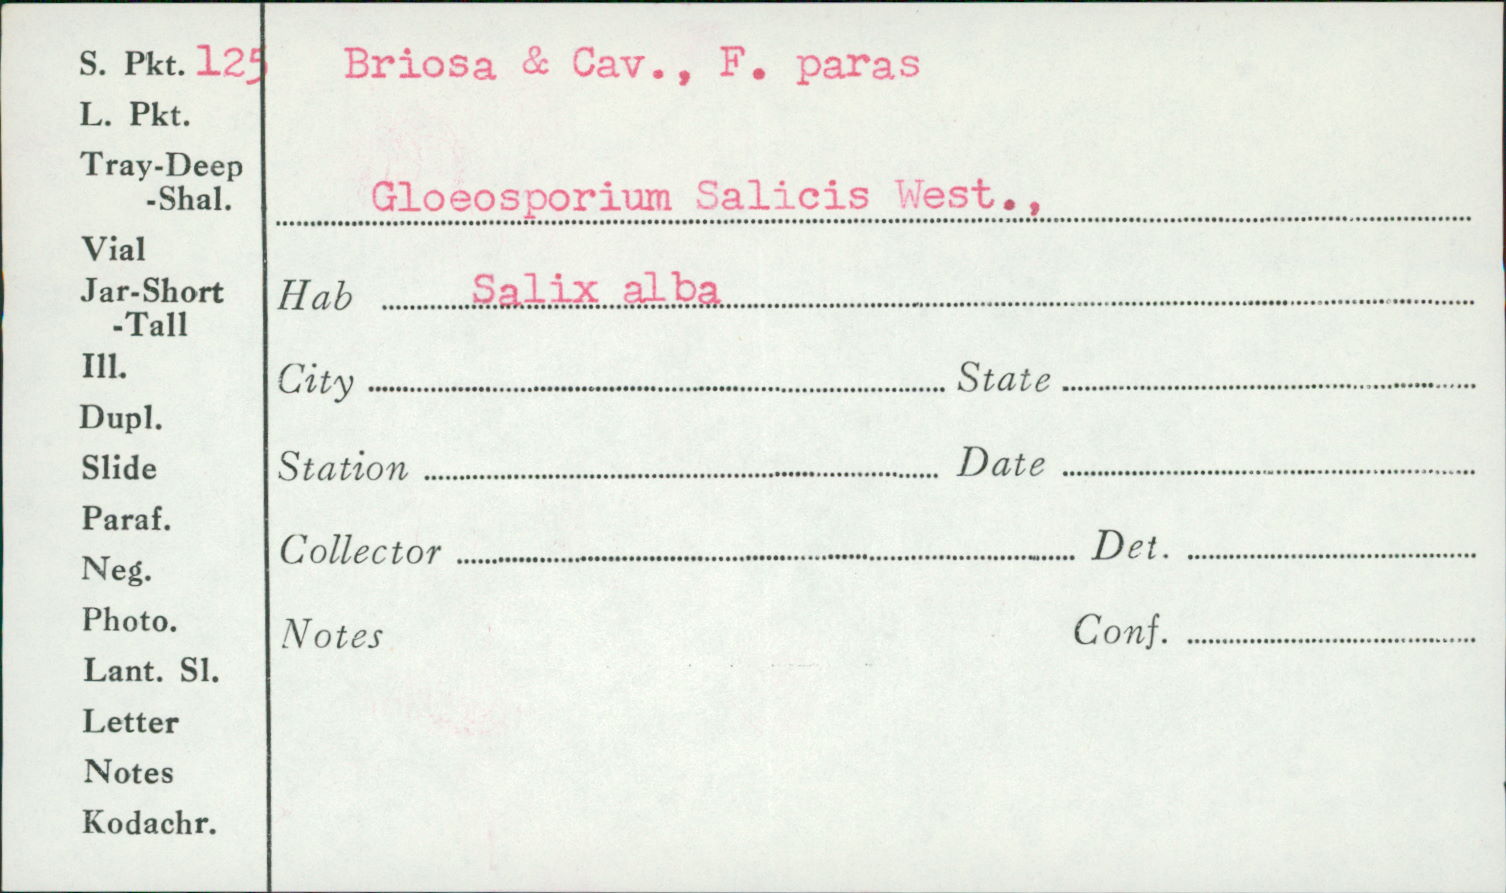 S. Pkt. 125 Briosa & Cav., F. paras
L. Pkt.
Tray-Deep
-Shal.
Gloeosporium Salicis West.,
Vial
Jar-Short
-Tall
Hab Salix alba
Ill.
City State
Dupl.
Slide
Station Date
Paraf.
Collector Det.
Neg.
Photo.
Notes Conf.
Lant. Sl.
Letter
Notes
Kodachr.